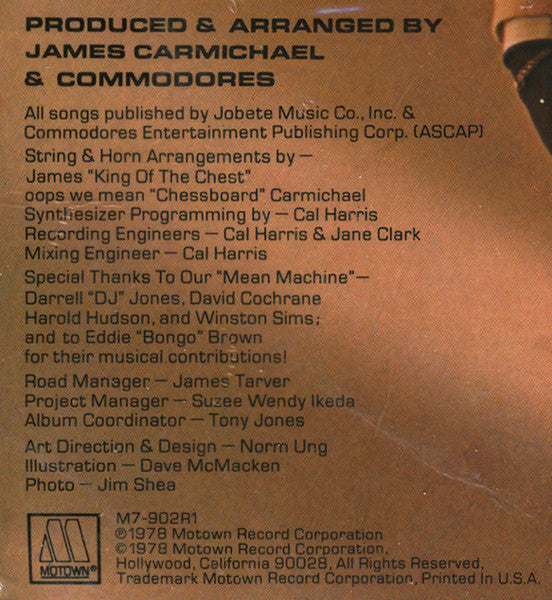 PRODUCED & ARRANGED BY
JAMES CARMICHAEL
& COMMODORES
All songs published by Jobete Music Co., Inc. &
Commodores Entertainment Publishing Corp. (ASCAP)
String & Horn Arrangements by —
James "King Of The Chest"
oops we mean "Chessboard" Carmichael
Synthesizer Programming by — Cal Harris
Recording Engineers — Cal Harris & Jane Clark
Mixing Engineer — Cal Harris
Special Thanks To Our "Mean Machine"—
Darrell "DJ" Jones, David Cochrane
Harold Hudson, and Winston Sims;
and to Eddie "Bongo" Brown
for their musical contributions!
Road Manager — James Tarver
Project Manager — Suzee Wendy Ikeda
Album Coordinator — Tony Jones
Art Direction & Design — Norm Ung
Illustration — Dave McMacken
Photo — Jim Shea
M7-902R1
℗1978 Motown Record Corporation
©1978 Motown Record Corporation,
Hollywood, California 90028, All Rights Reserved,
Trademark Motown Record Corporation, Printed In U.S.A.
M
MOTOWN®